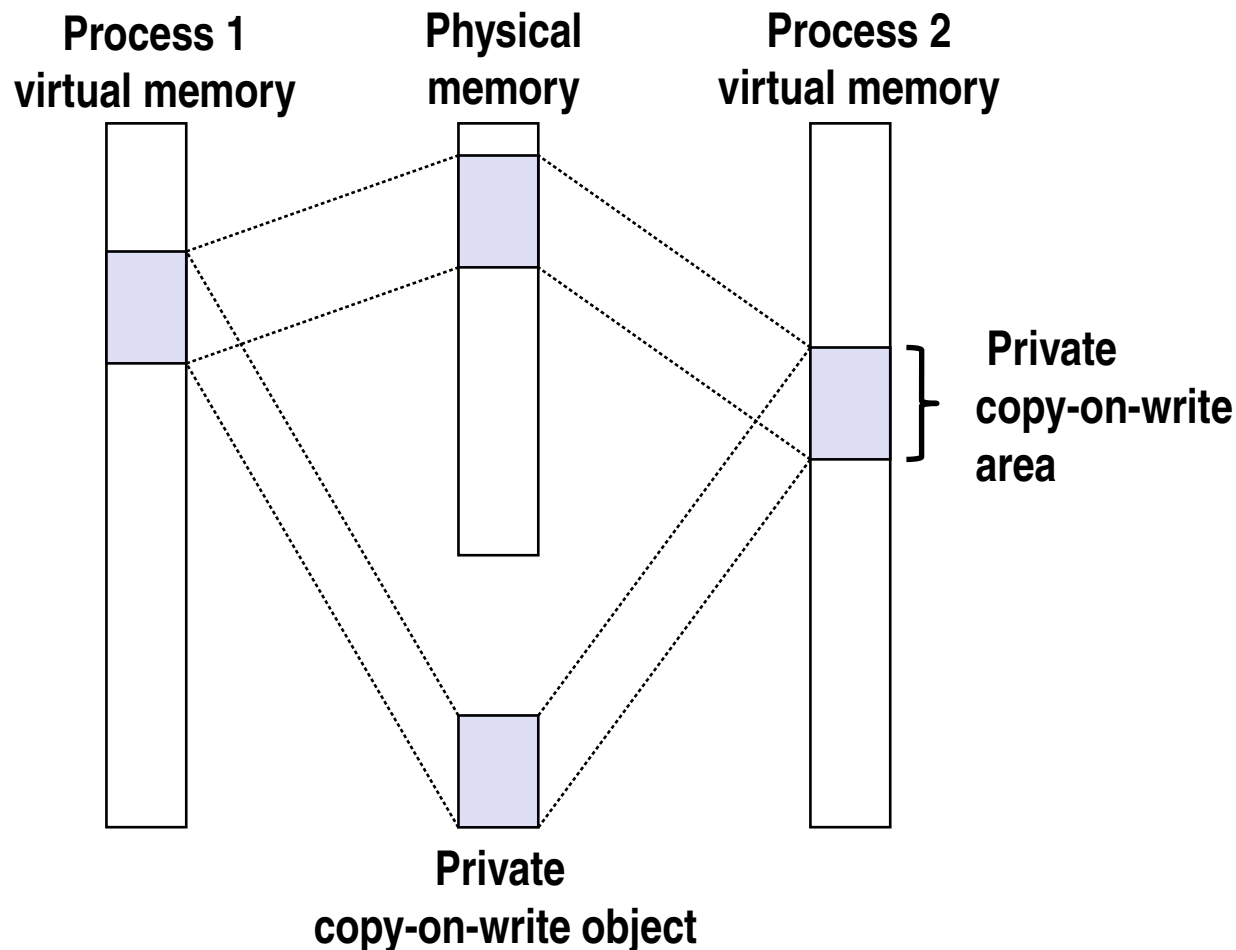 Process 1
virtual memory
Physical
memory
Process 2
virtual memory
Private
copy-on-write
area
Private
copy-on-write object